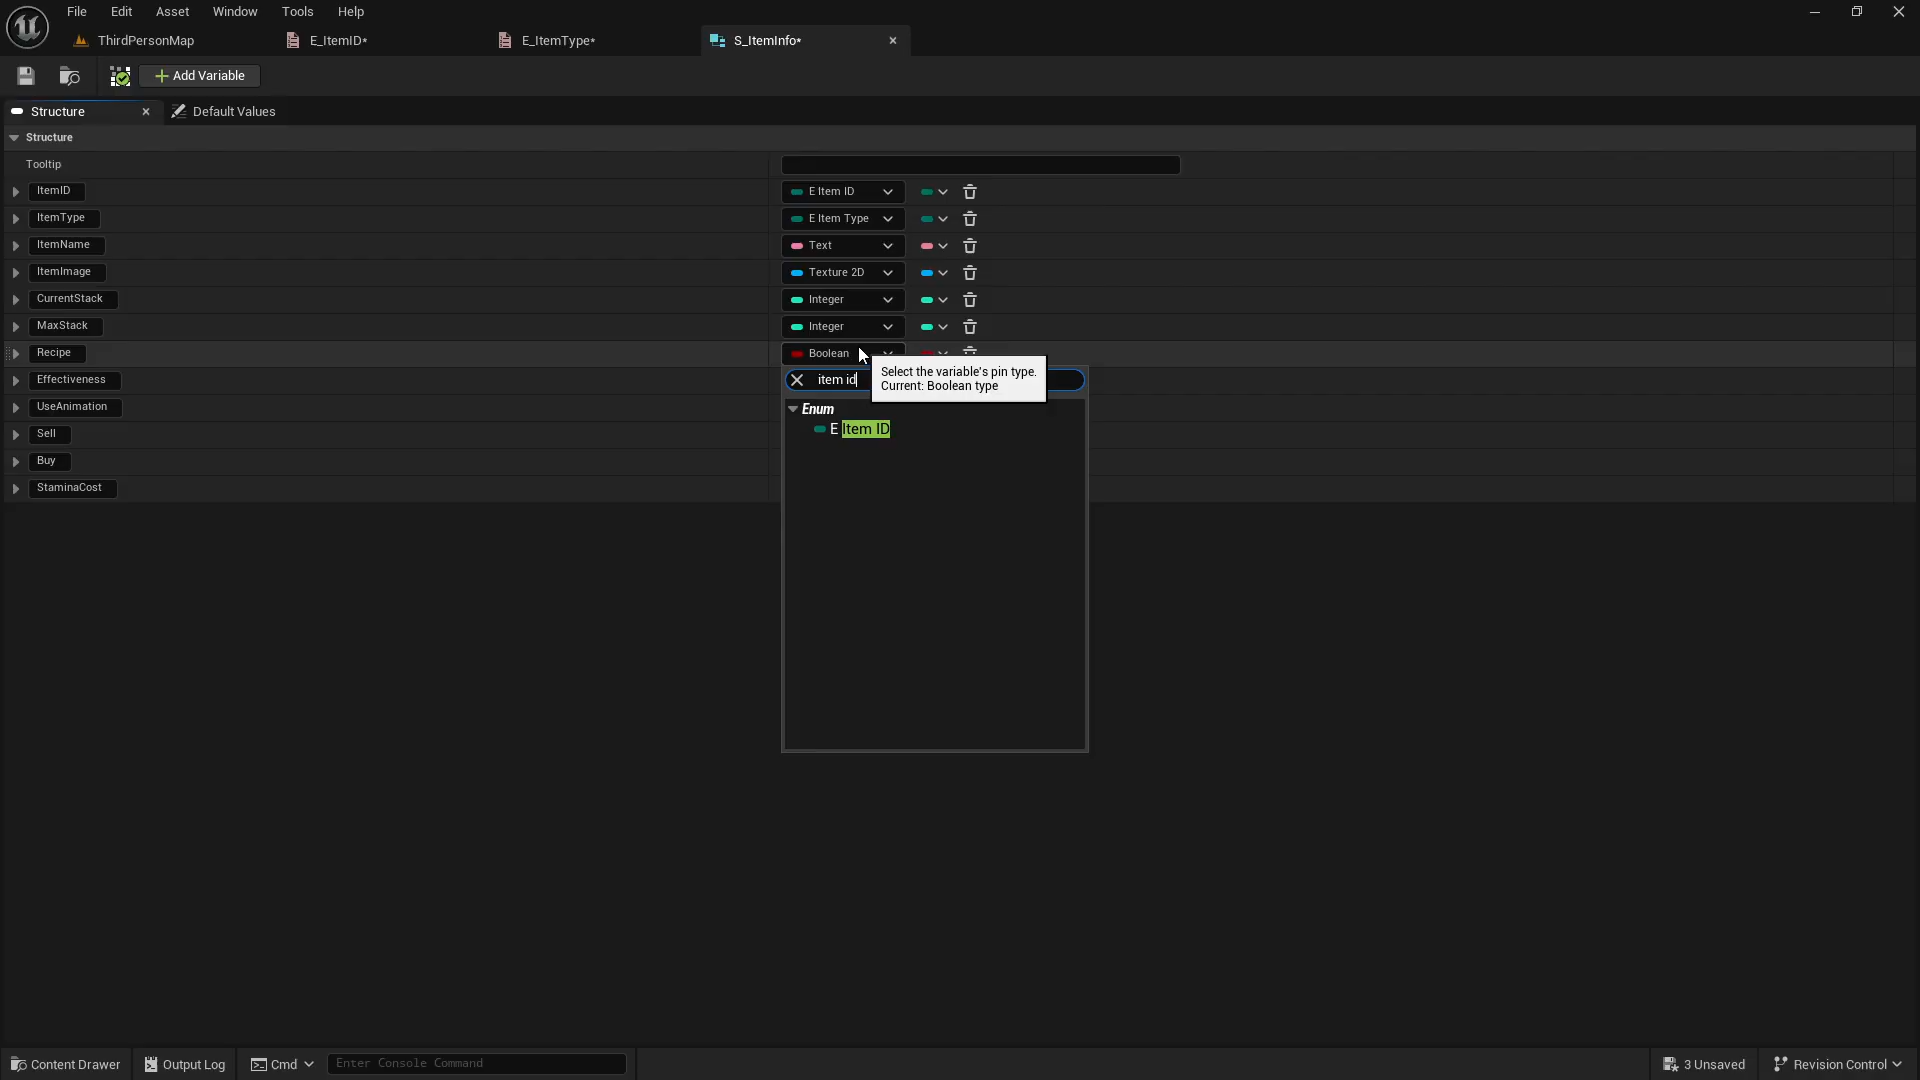 File Edit Asset Window Tools Help
ThirdPersonMap E_ItemID* E_ItemType* S_ItemInfo*
Add Variable
Structure Default Values
Structure
Tooltip
ItemID E Item ID
ItemType E Item Type
ItemName Text
ItemImage Texture 2D
CurrentStack Integer
MaxStack Integer
Recipe Boolean
Select the variable's pin type.
Current: Boolean type
Effectiveness item id
UseAnimation Enum
E Item ID
Sell
Buy
StaminaCost
Content Drawer Output Log Cmd Enter Console Command 3 Unsaved Revision Control